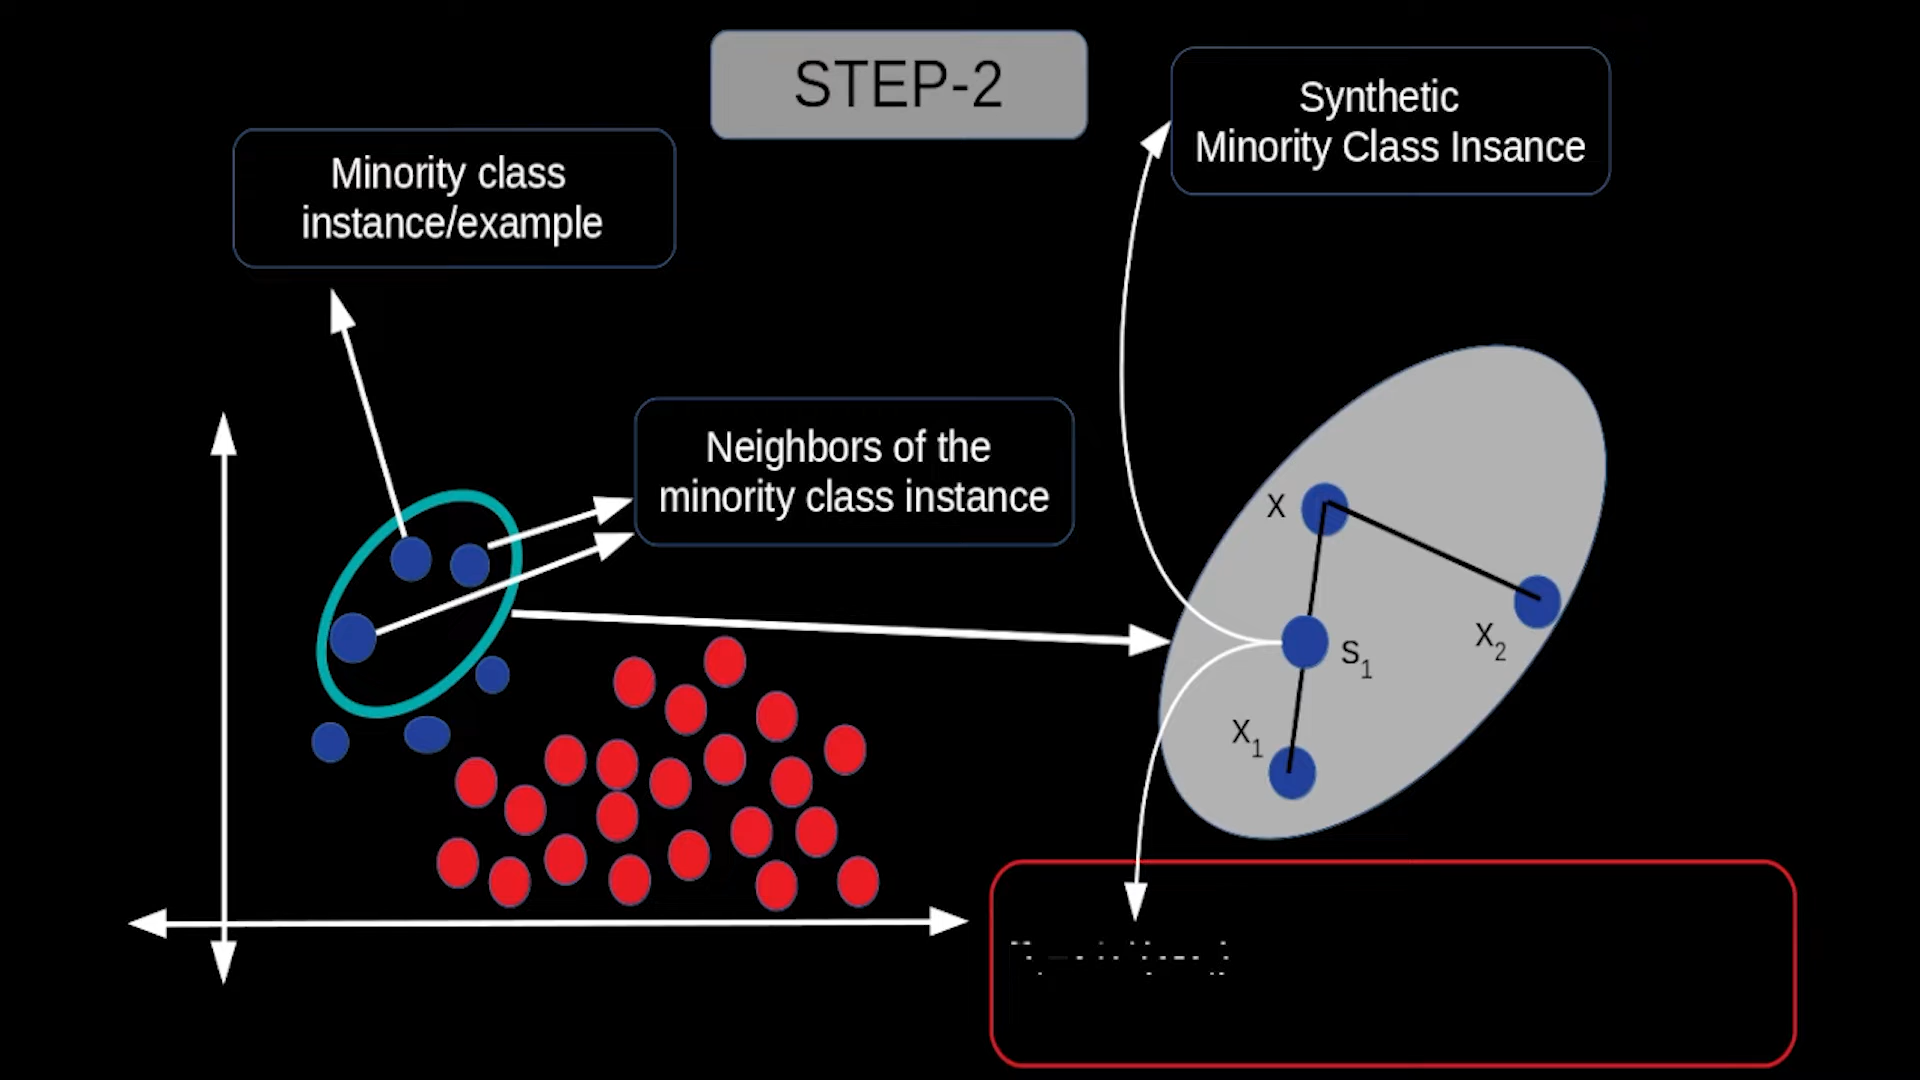 STEP-2
Synthetic
Minority Class Insance
Minority class
instance/example
Neighbors of the
minority class instance
X
X2
S1
X1